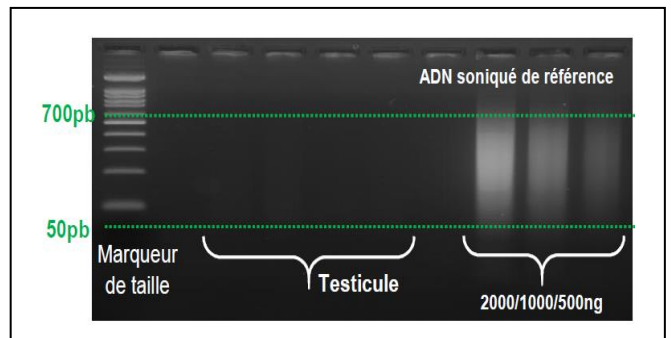 ADN soniqué de référence
700pb
50pb
Marqueur
de taille
Testicule
2000/1000/500ng